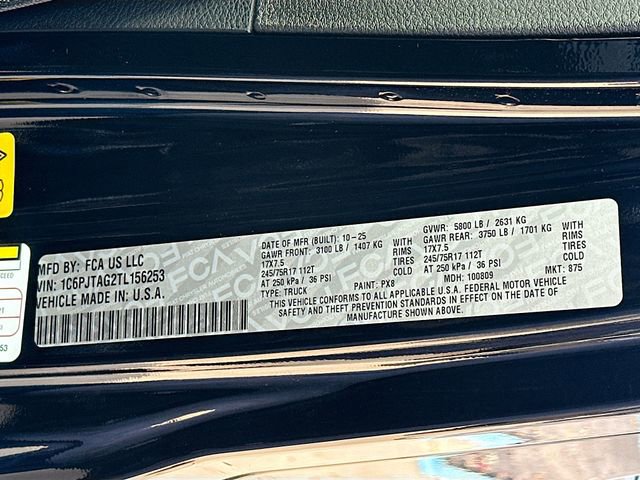 MFD BY: FCA US LLC
VIN: 1C6PJTAG2TL156253
VEHICLE MADE IN: U.S.A.
DATE OF MFR (BUILT): 10-25
GAWR FRONT: 3100 LB / 1407 KG WITH
17X7.5 RIMS
245/75R17 112T TIRES
AT 250 kPa / 36 PSI
TYPE: TRUCK PAINT: PX8
GVWR: 5800 LB / 2631 KG
GAWR REAR: 3750 LB / 1701 KG WITH
17X7.5 RIMS
245/75R17 112T TIRES
AT 250 kPa / 36 PSI
MDH: 100809 MKT: 875
THIS VEHICLE CONFORMS TO ALL APPLICABLE U.S.A. FEDERAL MOTOR VEHICLE
SAFETY AND THEFT PREVENTION STANDARDS IN EFFECT ON THE DATE OF
MANUFACTURE SHOWN ABOVE.